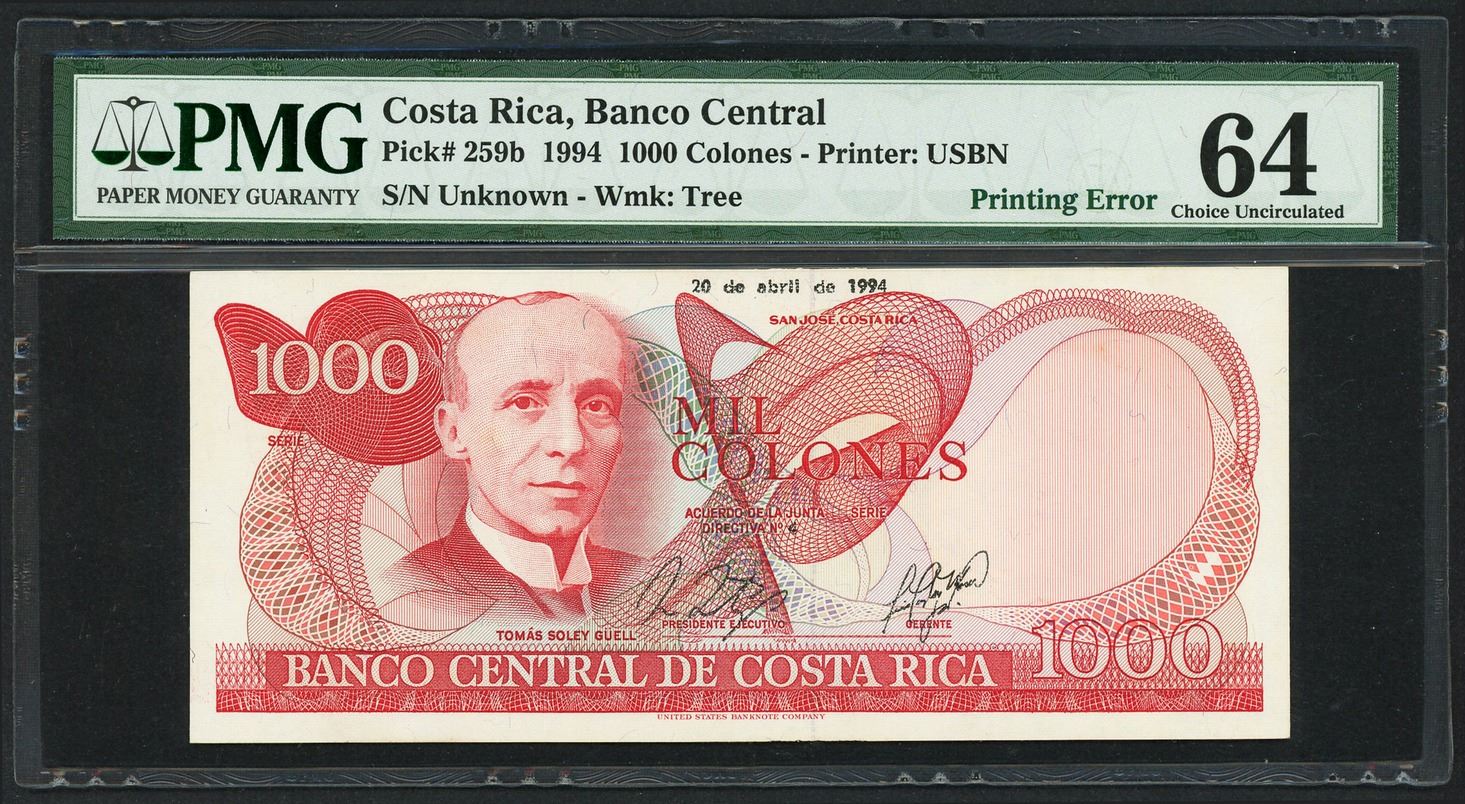 PMG
PAPER MONEY GUARANTY
Costa Rica, Banco Central
Pick# 259b 1994 1000 Colones - Printer: USBN
S/N Unknown - Wmk: Tree
Printing Error
64
Choice Uncirculated
20 de abril de 1994
SAN JOSÉ, COSTA RICA
1000
SERIE
MIL
COLONES
ACUERDO DE LA JUNTA
DIRECTIVA Nº
SERIE
PRESIDENTE EJECUTIVO
GERENTE
TOMÁS SOLEY GÜELL
BANCO CENTRAL DE COSTA RICA
1000
UNITED STATES BANKNOTE COMPANY